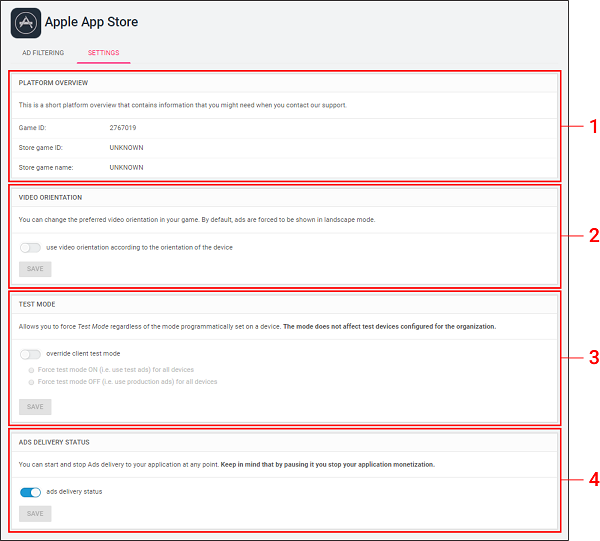 Apple App Store
AD FILTERING SETTINGS
PLATFORM OVERVIEW
This is a short platform overview that contains information that you might need when you contact our support.
1
Game ID: 2767019
Store game ID: UNKNOWN
Store game name: UNKNOWN
VIDEO ORIENTATION
You can change the preferred video orientation in your game. By default, ads are forced to be shown in landscape mode.
2
use video orientation according to the orientation of the device
SAVE
TEST MODE
Allows you to force Test Mode regardless of the mode programmatically set on a device. The mode does not affect test devices configured for the organization.
override client test mode
3
Force test mode ON (i.e. use test ads) for all devices
Force test mode OFF (i.e. use production ads) for all devices
SAVE
ADS DELIVERY STATUS
You can start and stop Ads delivery to your application at any point. Keep in mind that by pausing it you stop your application monetization.
4
ads delivery status
SAVE